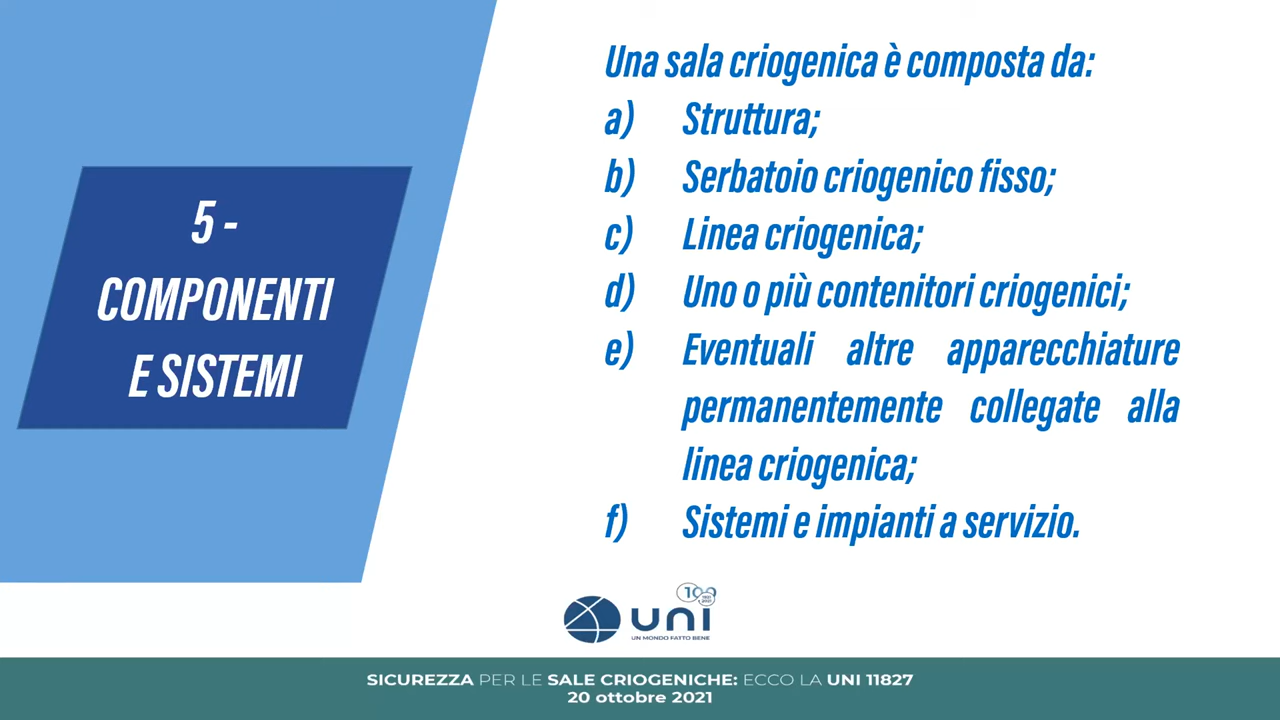 5 -
COMPONENTI
E SISTEMI
Una sala criogenica è composta da:
a) Struttura;
b) Serbatoio criogenico fisso;
c) Linea criogenica;
d) Uno o più contenitori criogenici;
e) Eventuali altre apparecchiature
permanentemente collegate alla
linea criogenica;
f) Sistemi e impianti a servizio.
100
1921
2021
uni
UN MONDO FATTO BENE
SICUREZZA PER LE SALE CRIOGENICHE: ECCO LA UNI 11827
20 ottobre 2021